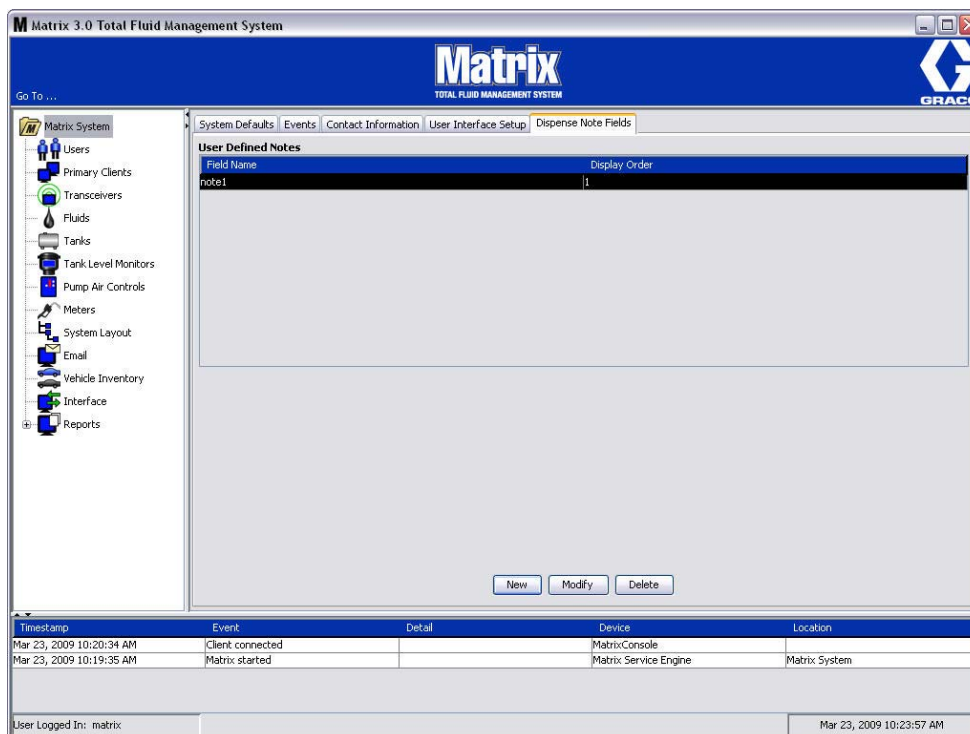 M Matrix 3.0 Total Fluid Management System
Matrix
TOTAL FLUID MANAGEMENT SYSTEM
Go To ...
GRACO
Matrix System
Users
Primary Clients
Transceivers
Fluids
Tanks
Tank Level Monitors
Pump Air Controls
Meters
System Layout
Email
Vehicle Inventory
Interface
Reports
System Defaults Events Contact Information User Interface Setup Dispense Note Fields
User Defined Notes
Field Name Display Order
note1 1
New Modify Delete
Timestamp Event Detail Device Location
Mar 23, 2009 10:20:34 AM Client connected MatrixConsole
Mar 23, 2009 10:19:35 AM Matrix started Matrix Service Engine Matrix System
User Logged In: matrix Mar 23, 2009 10:23:57 AM